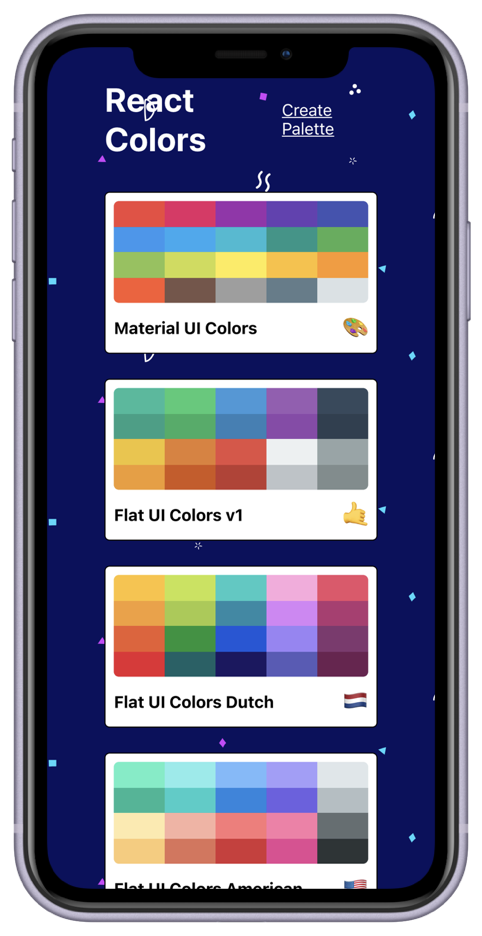 React
Colors
Create
Palette
Material UI Colors
Flat UI Colors v1
Flat UI Colors Dutch
Flat UI Colors American